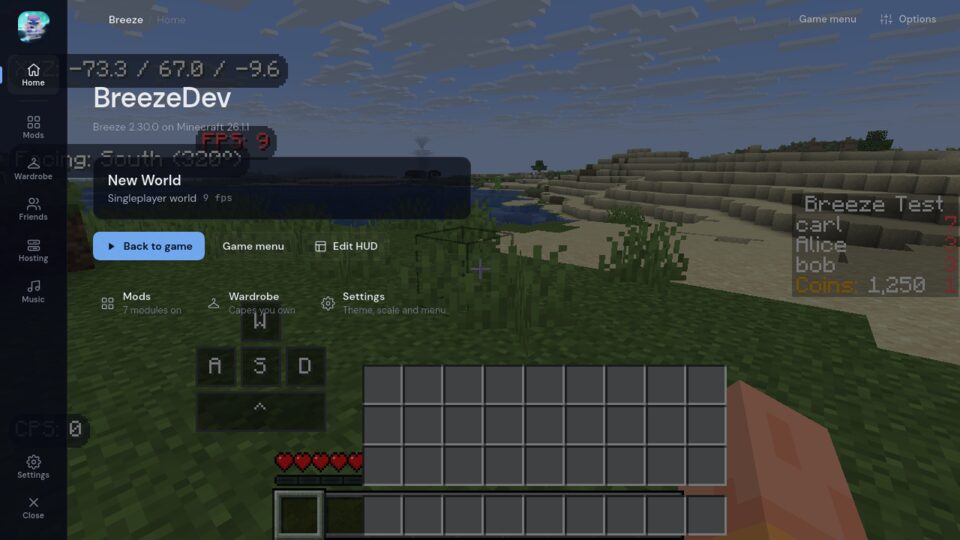 Breeze / Home
Game menu
Options
Home
Mods
Wardrobe
Friends
Hosting
Music
Settings
Close
-73.3 / 67.0 / -9.6
BreezeDev
Breeze 2.30.0 on Minecraft 26.1.1
FPS: 9
Facing: South (320°)
New World
Singleplayer world 9 fps
Back to game
Game menu
Edit HUD
Mods
7 modules on
Wardrobe
Capes you own
Settings
Theme, scale and menu
W
A S D
^
CPS: 0
Breeze Test
carl
Alice
bob
Coins: 1,250